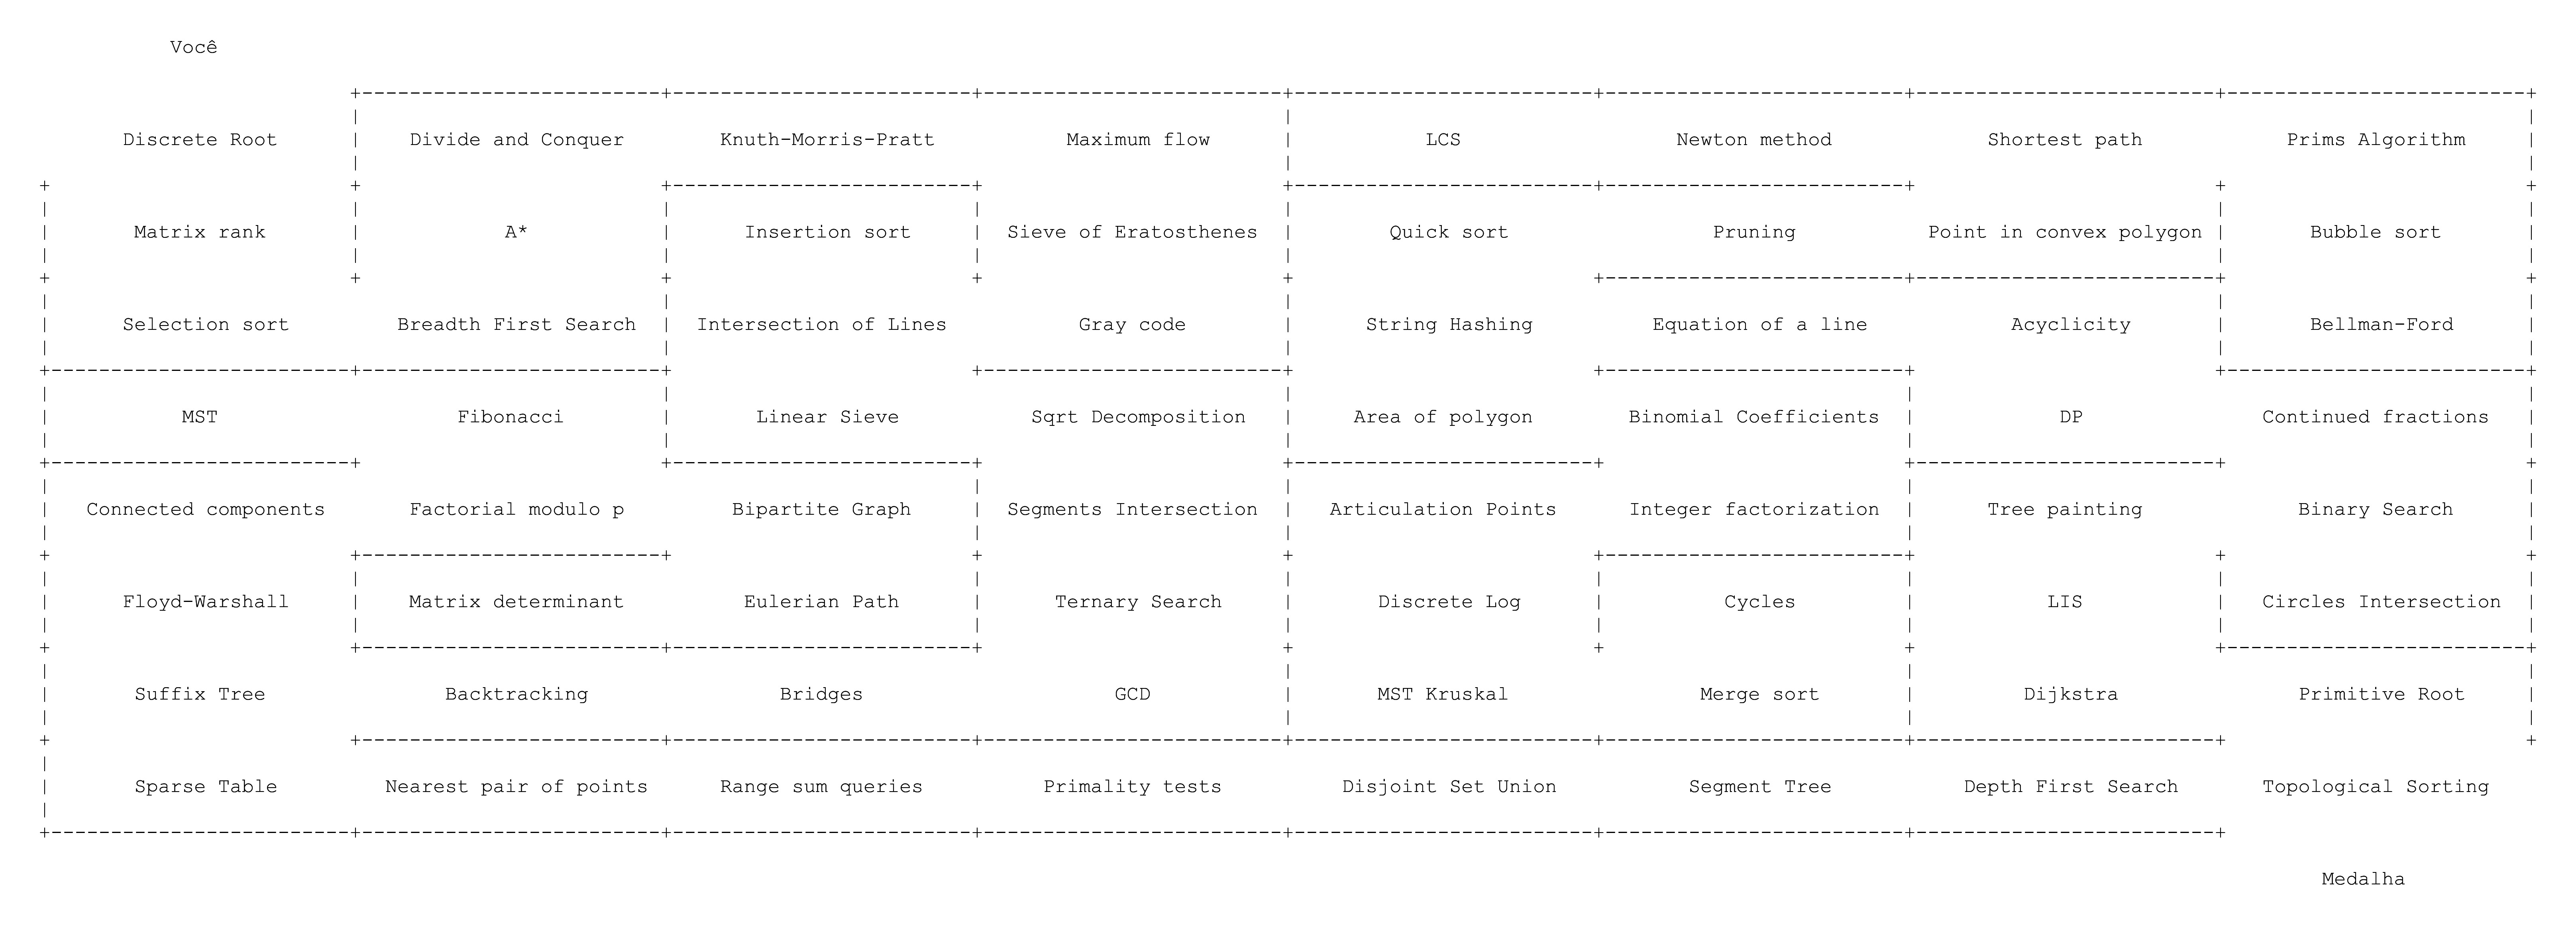 Você
Discrete Root Divide and Conquer Knuth-Morris-Pratt Maximum flow LCS Newton method Shortest path Prims Algorithm
Matrix rank A* Insertion sort Sieve of Eratosthenes Quick sort Pruning Point in convex polygon Bubble sort
Selection sort Breadth First Search Intersection of Lines Gray code String Hashing Equation of a line Acyclicity Bellman-Ford
MST Fibonacci Linear Sieve Sqrt Decomposition Area of polygon Binomial Coefficients DP Continued fractions
Connected components Factorial modulo p Bipartite Graph Segments Intersection Articulation Points Integer factorization Tree painting Binary Search
Floyd-Warshall Matrix determinant Eulerian Path Ternary Search Discrete Log Cycles LIS Circles Intersection
Suffix Tree Backtracking Bridges GCD MST Kruskal Merge sort Dijkstra Primitive Root
Sparse Table Nearest pair of points Range sum queries Primality tests Disjoint Set Union Segment Tree Depth First Search Topological Sorting
Medalha